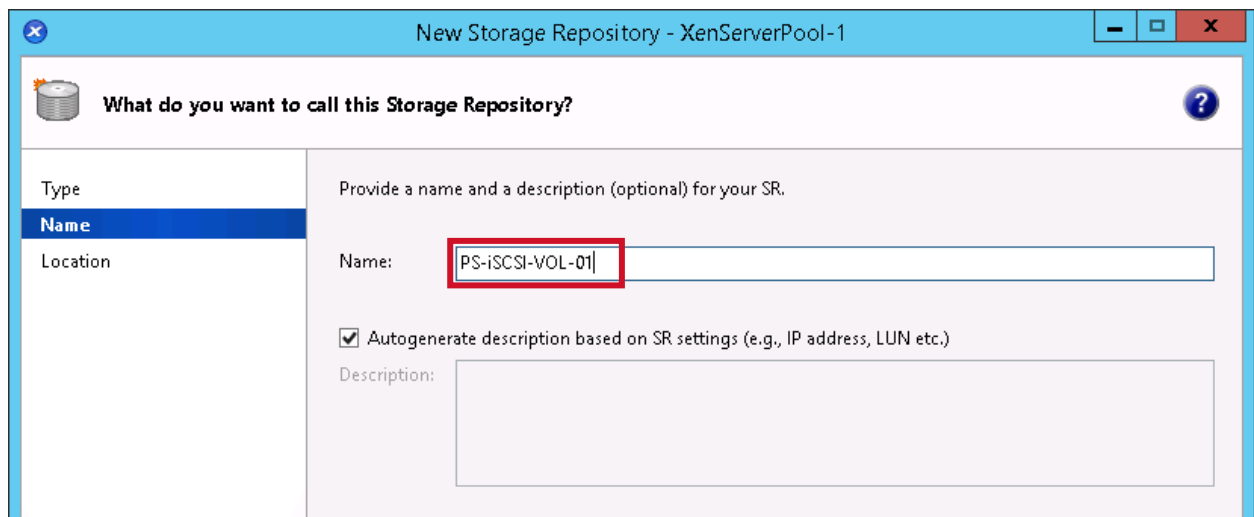 New Storage Repository - XenServerPool-1
What do you want to call this Storage Repository?
Type
Name
Location
Provide a name and a description (optional) for your SR.
Name: PS-iSCSI-VOL-01
Autogenerate description based on SR settings (e.g., IP address, LUN etc.)
Description: